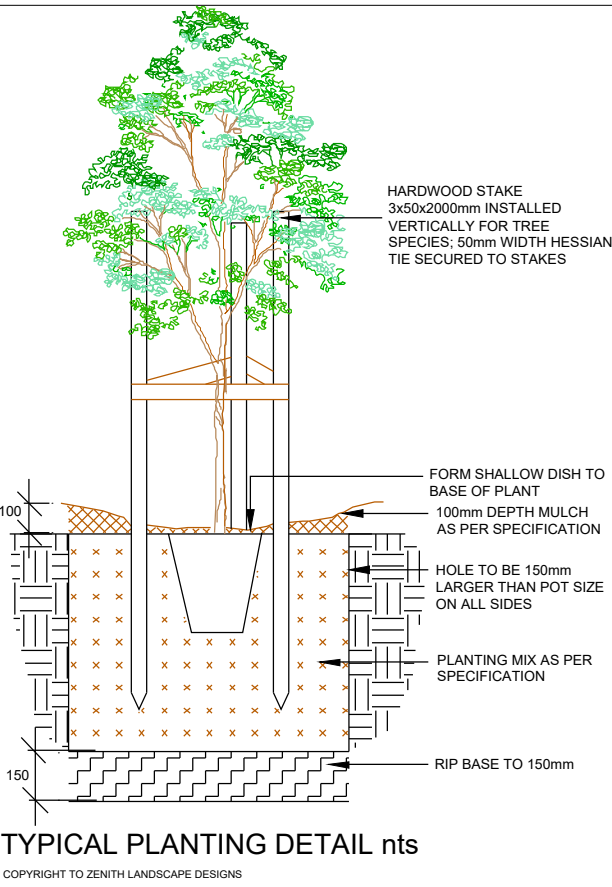 HARDWOOD STAKE
3x50x2000mm INSTALLED
VERTICALLY FOR TREE
SPECIES; 50mm WIDTH HESSIAN
TIE SECURED TO STAKES
FORM SHALLOW DISH TO
BASE OF PLANT
100
100mm DEPTH MULCH
AS PER SPECIFICATION
HOLE TO BE 150mm
LARGER THAN POT SIZE
ON ALL SIDES
PLANTING MIX AS PER
SPECIFICATION
150
RIP BASE TO 150mm
TYPICAL PLANTING DETAIL nts
COPYRIGHT TO ZENITH LANDSCAPE DESIGNS